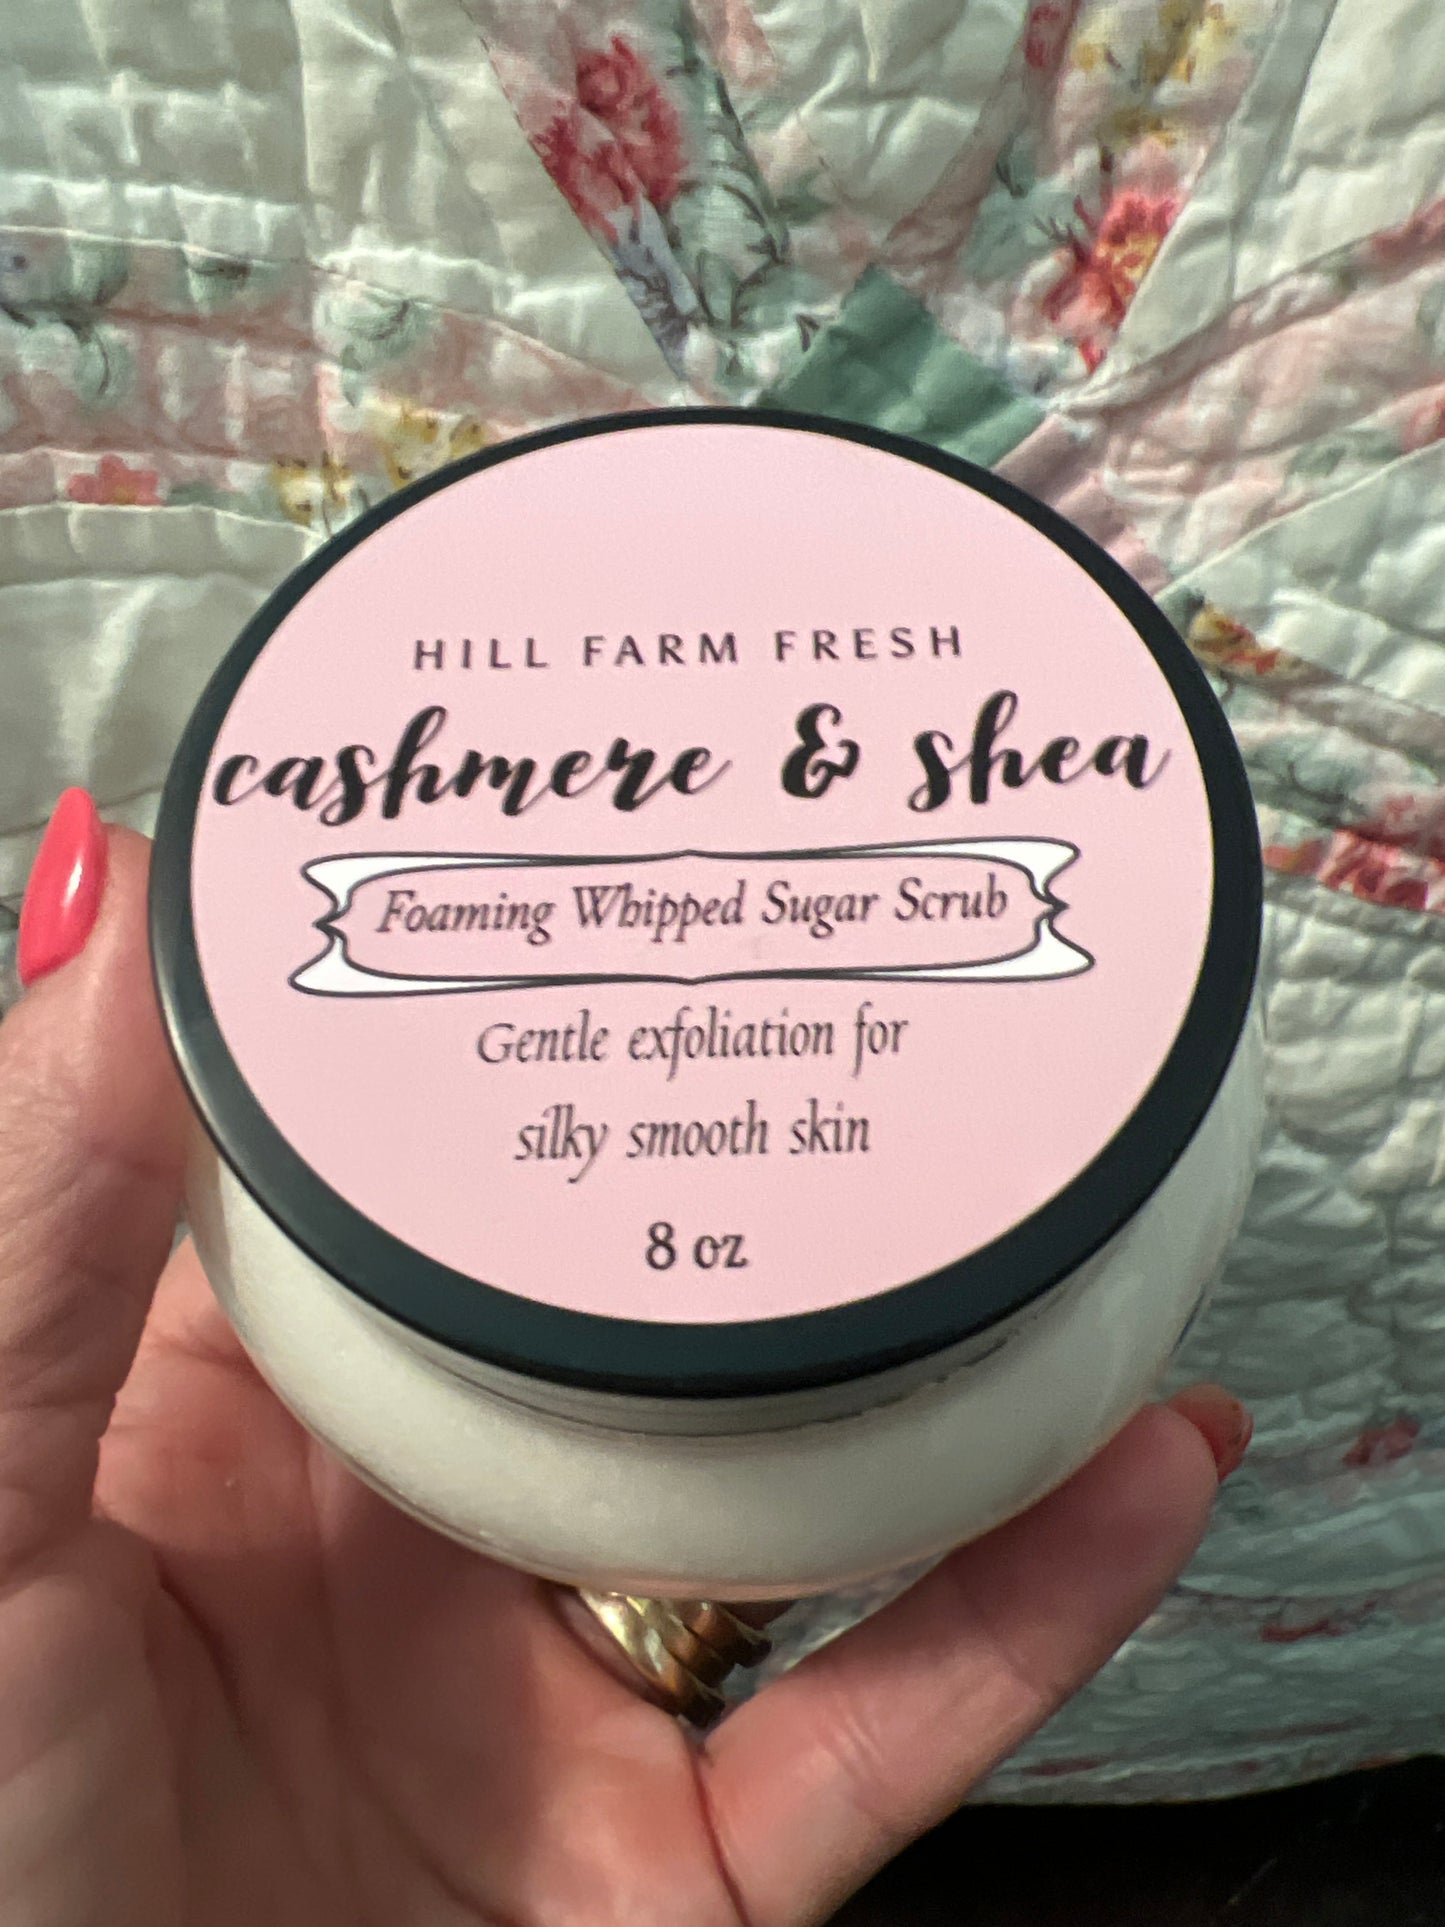 HILL FARM FRESH
cashmere & shea
Foaming Whipped Sugar Scrub
Gentle exfoliation for
silky smooth skin
8 oz